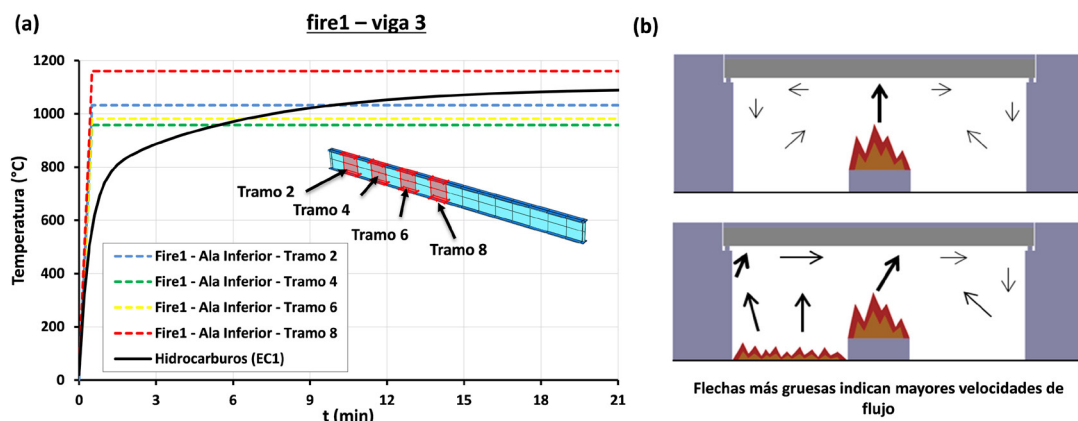 (a)
fire1 – viga 3
Temperatura (°C)
1200
1000
800
600
400
200
0
Tramo 2
Tramo 4
Tramo 6
Tramo 8
Fire1 - Ala Inferior - Tramo 2
Fire1 - Ala Inferior - Tramo 4
Fire1 - Ala Inferior - Tramo 6
Fire1 - Ala Inferior - Tramo 8
Hidrocarburos (EC1)
0 3 6 9 12 15 18 21
t (min)
(b)
Flechas más gruesas indican mayores velocidades de
flujo